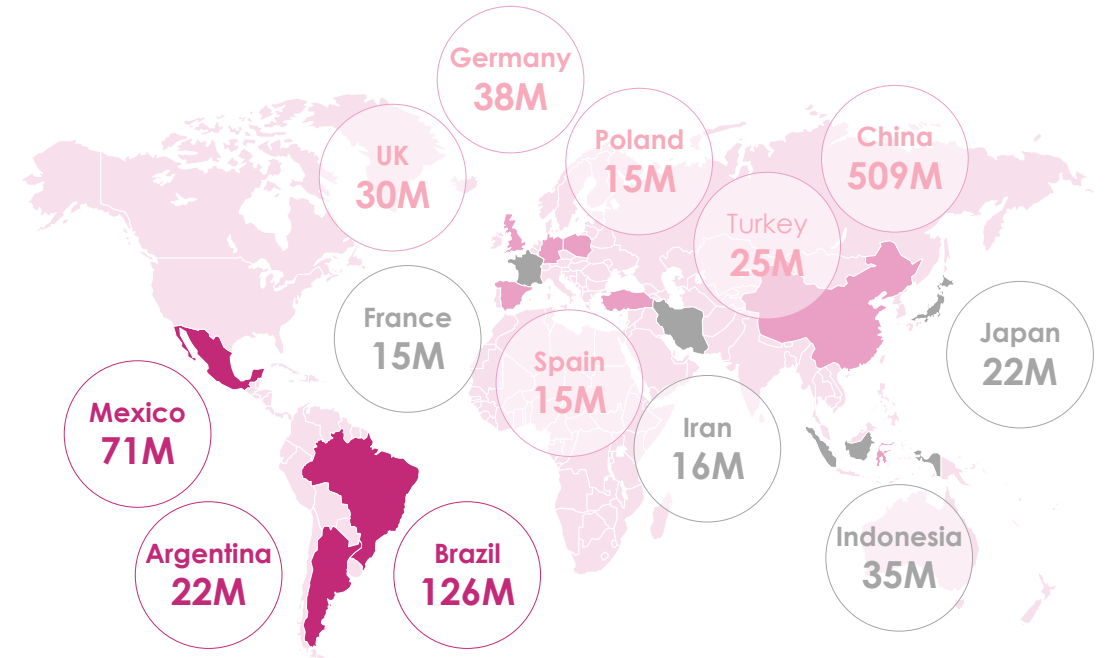 Germany
38M
UK
30M
Poland
15M
China
509M
Turkey
25M
France
15M
Spain
15M
Japan
22M
Mexico
71M
Iran
16M
Argentina
22M
Brazil
126M
Indonesia
35M